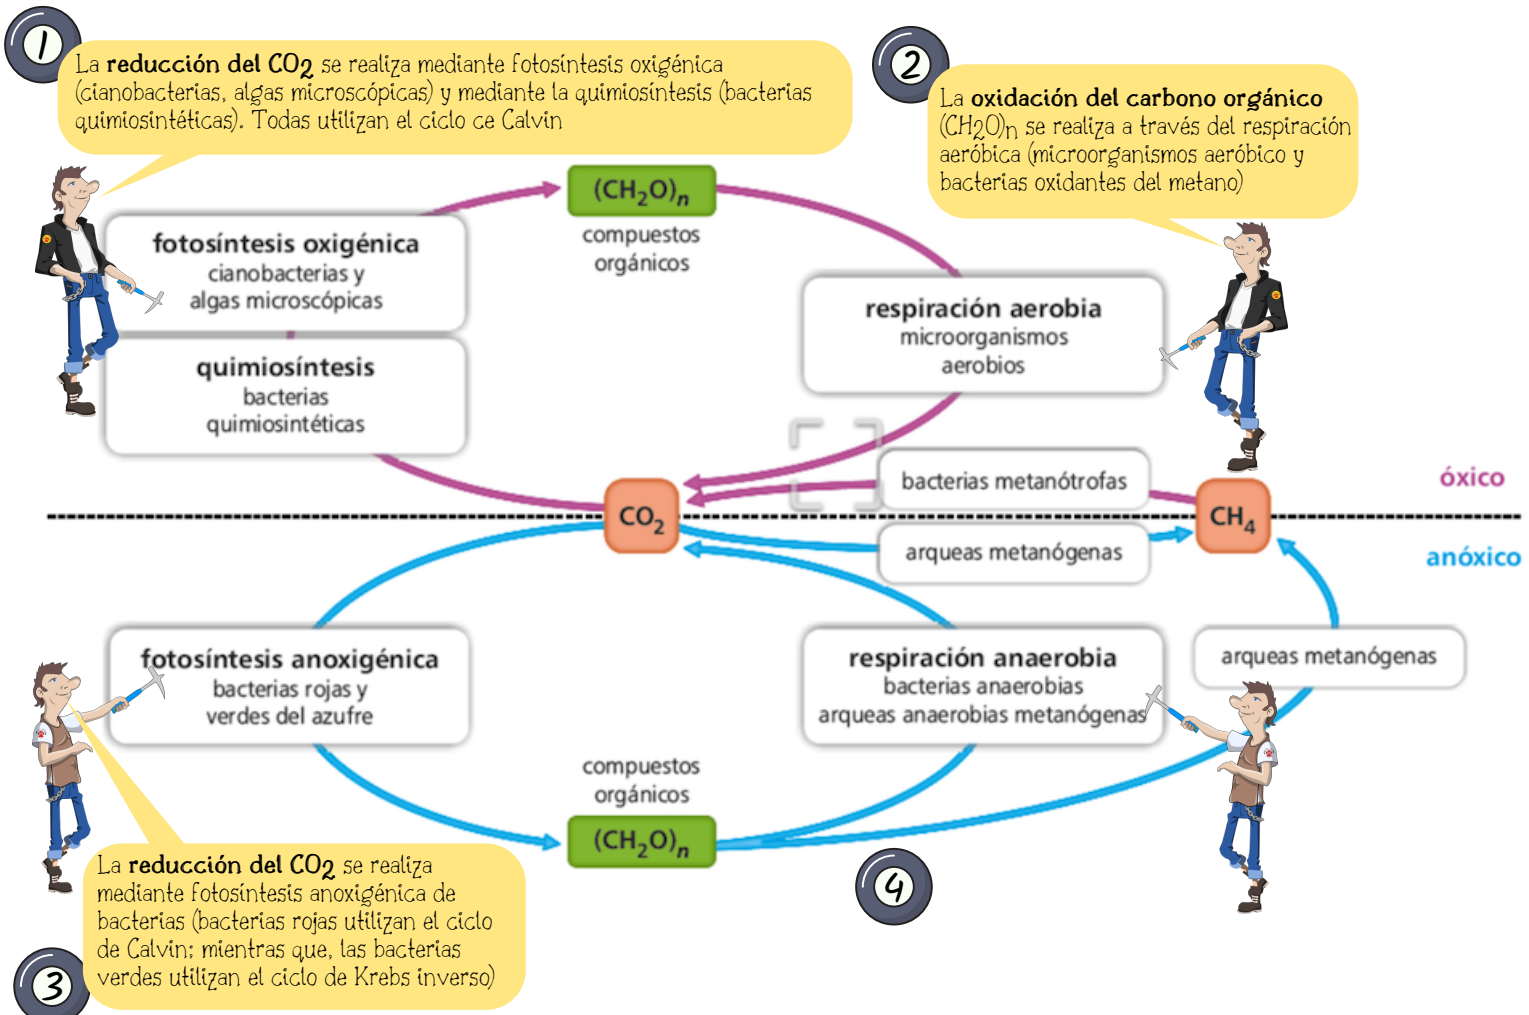 1
La reducción del CO2 se realiza mediante fotosíntesis oxigénica
(cianobacterias, algas microscópicas) y mediante la quimiosíntesis (bacterias
quimiosintéticas). Todas utilizan el ciclo ce Calvin
2
La oxidación del carbono orgánico
(CH2O)n se realiza a través del respiración
aeróbica (microorganismos aeróbico y
bacterias oxidantes del metano)
(CH2O)n
compuestos
orgánicos
fotosíntesis oxigénica
cianobacterias y
algas microscópicas
quimiosíntesis
bacterias
quimiosintéticas
respiración aerobia
microorganismos
aerobios
bacterias metanótrofas
óxico
CO2
CH4
arqueas metanógenas
anóxico
fotosíntesis anoxigénica
bacterias rojas y
verdes del azufre
respiración anaerobia
bacterias anaerobias
arqueas anaerobias metanógenas
arqueas metanógenas
compuestos
orgánicos
(CH2O)n
4
La reducción del CO2 se realiza
mediante fotosíntesis anoxigénica de
bacterias (bacterias rojas utilizan el ciclo
de Calvin; mientras que, las bacterias
verdes utilizan el ciclo de Krebs inverso)
3